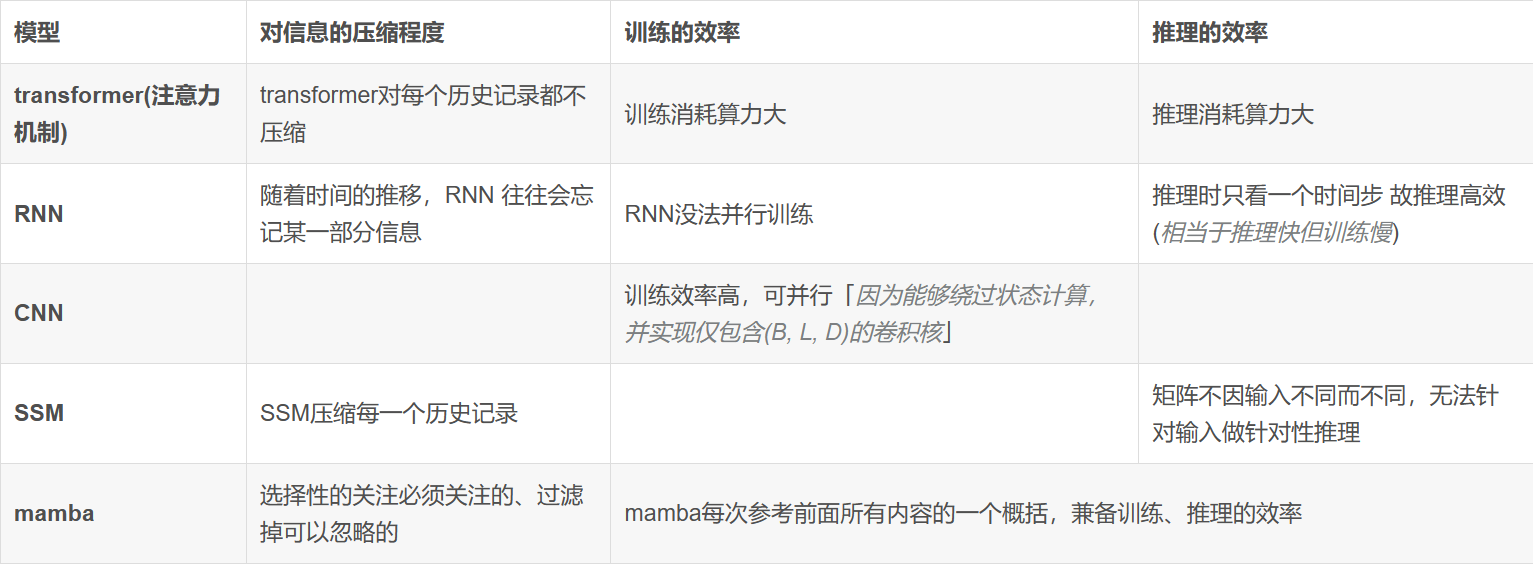 模型 对信息的压缩程度 训练的效率 推理的效率
transformer(注意力
机制)
transformer对每个历史记录都不
压缩
训练消耗算力大
推理消耗算力大
RNN
随着时间的推移，RNN 往往会忘
记某一部分信息
RNN没法并行训练
推理时只看一个时间步 故推理高效
(相当于推理快但训练慢)
CNN
训练效率高，可并行「因为能够绕过状态计算，
并实现仅包含(B, L, D)的卷积核」
SSM
SSM压缩每一个历史记录
矩阵不因输入不同而不同，无法针
对输入做针对性推理
mamba
选择性的关注必须关注的、过滤
掉可以忽略的
mamba每次参考前面所有内容的一个概括，兼备训练、推理的效率